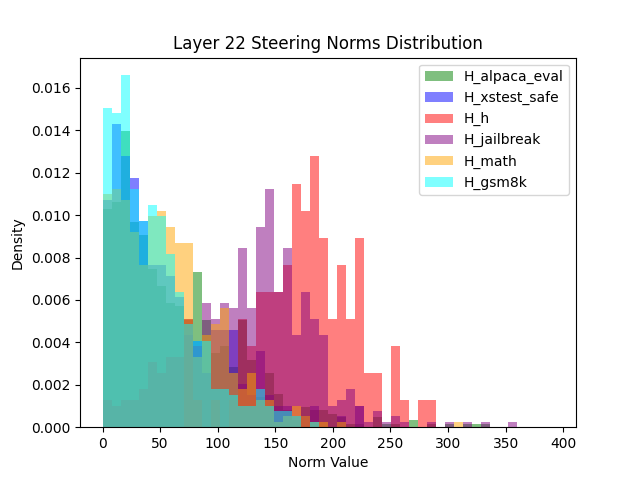 Layer 22 Steering Norms Distribution
H_alpaca_eval
H_xstest_safe
H_h
H_jailbreak
H_math
H_gsm8k
Density
0.016
0.014
0.012
0.010
0.008
0.006
0.004
0.002
0.000
0 50 100 150 200 250 300 350 400
Norm Value